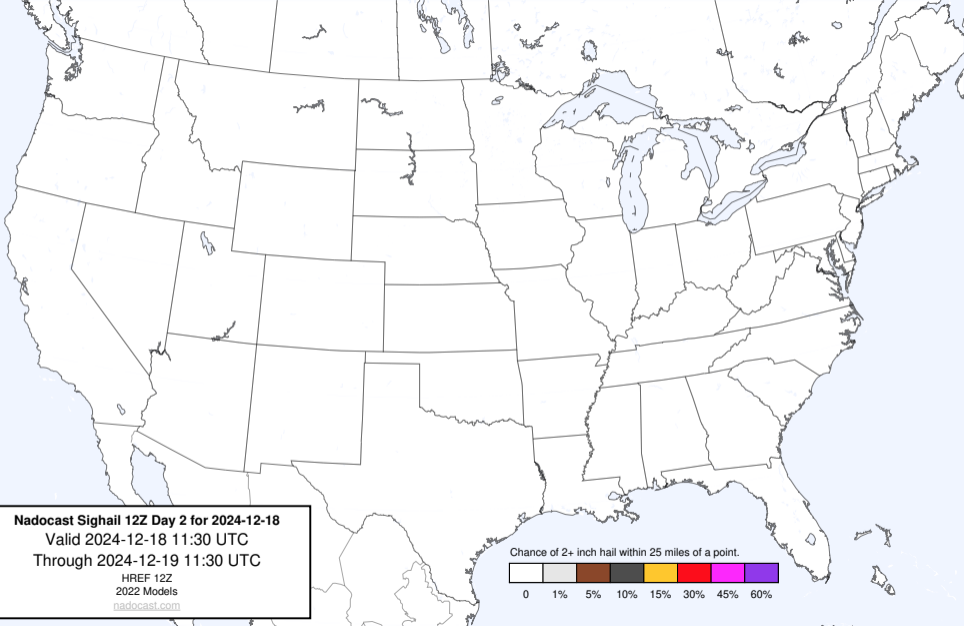 Nadocast Sighail 12Z Day 2 for 2024-12-18
Valid 2024-12-18 11:30 UTC
Through 2024-12-19 11:30 UTC
HREF 12Z
2022 Models
nadocast.com
Chance of 2+ inch hail within 25 miles of a point.
0 1% 5% 10% 15% 30% 45% 60%